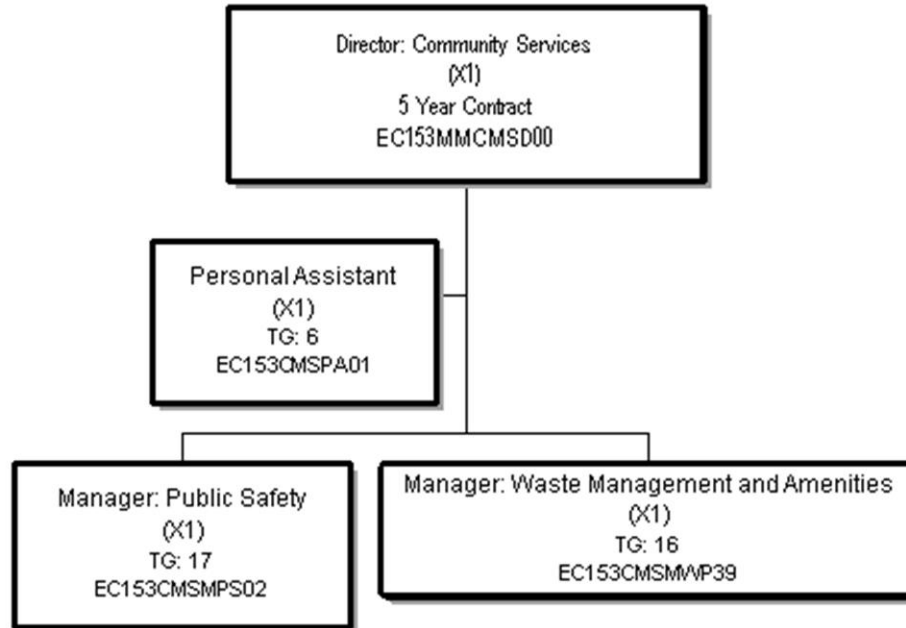 Director: Community Services
(X1)
5 Year Contract
EC153MMCMSD00
Personal Assistant
(X1)
TG: 6
EC153CMSPA01
Manager: Public Safety
(X1)
TG: 17
EC153CMSMPS02
Manager: Waste Management and Amenities
(X1)
TG: 16
EC153CMSMWP39